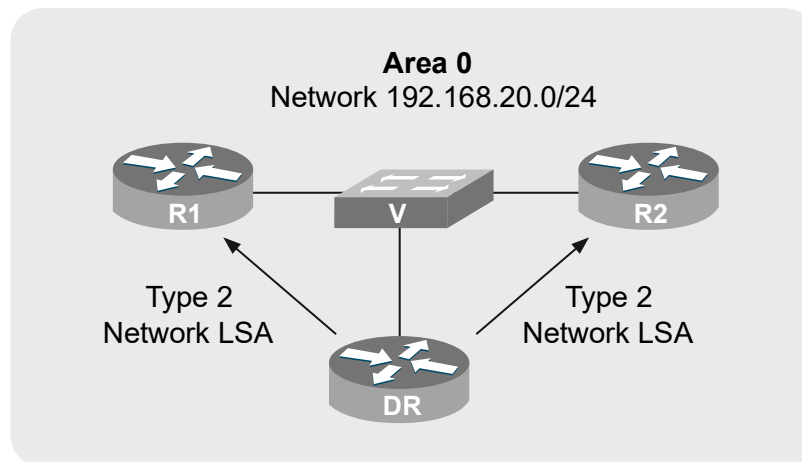 Area 0
Network 192.168.20.0/24
R1
V
R2
Type 2
Network LSA
Type 2
Network LSA
DR